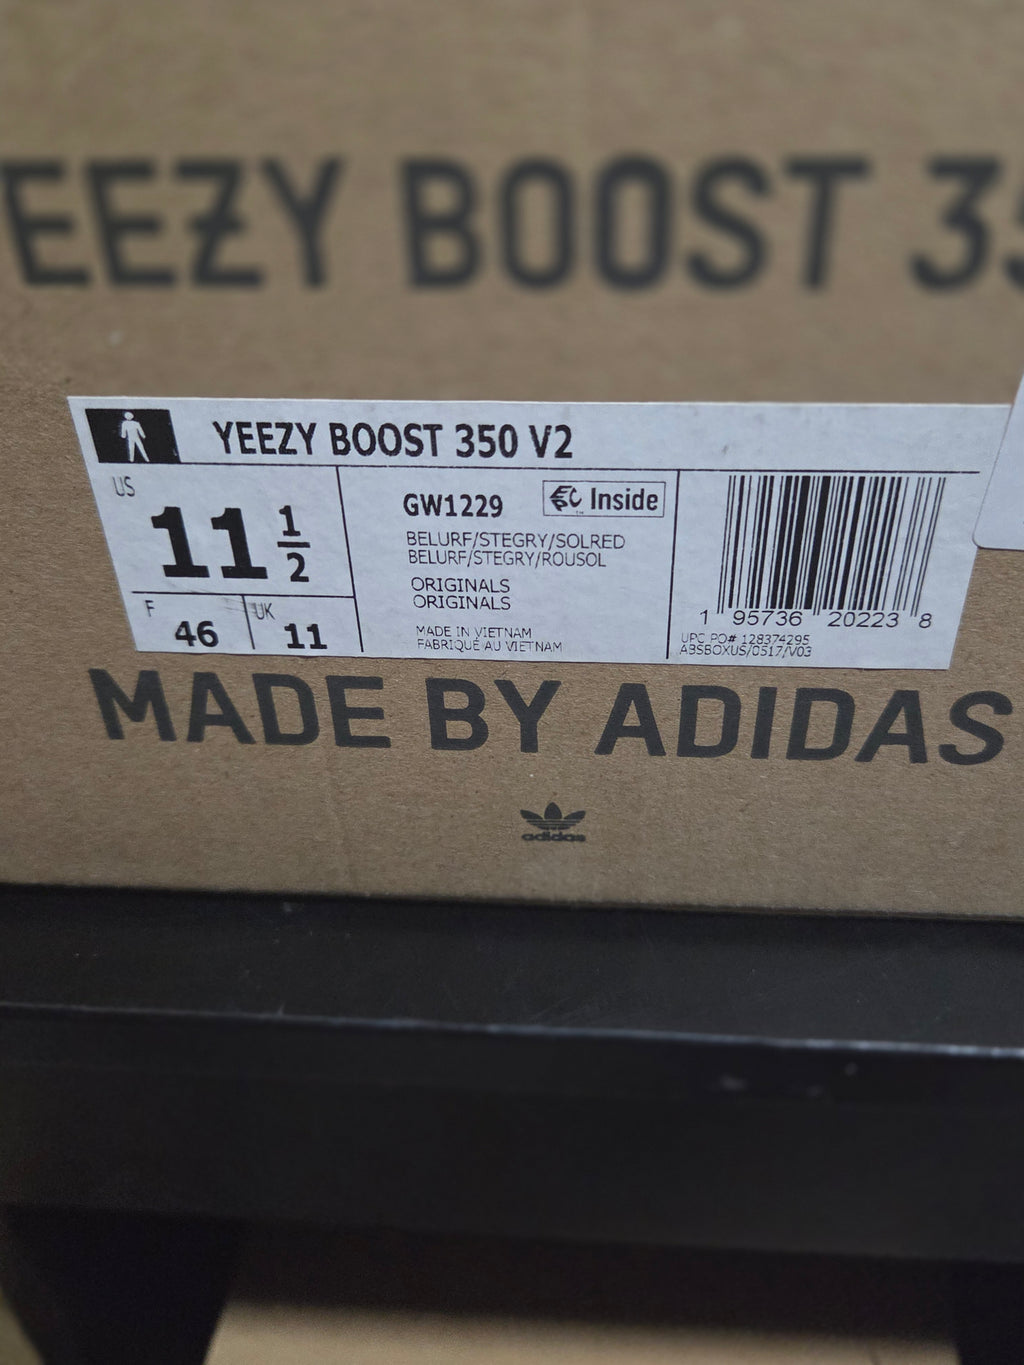 EEZY BOOST 35
YEEZY BOOST 350 V2
US
11 1/2
F
46
UK
11
GW1229
Inside
BELURF/STEGRY/SOLRED
BELURF/STEGRY/ROUSOL
ORIGINALS
ORIGINALS
MADE IN VIETNAM
FABRIQUÉ AU VIETNAM
1 95736 20223 8
UPC PO# 128374295
ABSBOXUS/0517/V03
MADE BY ADIDAS
adidas